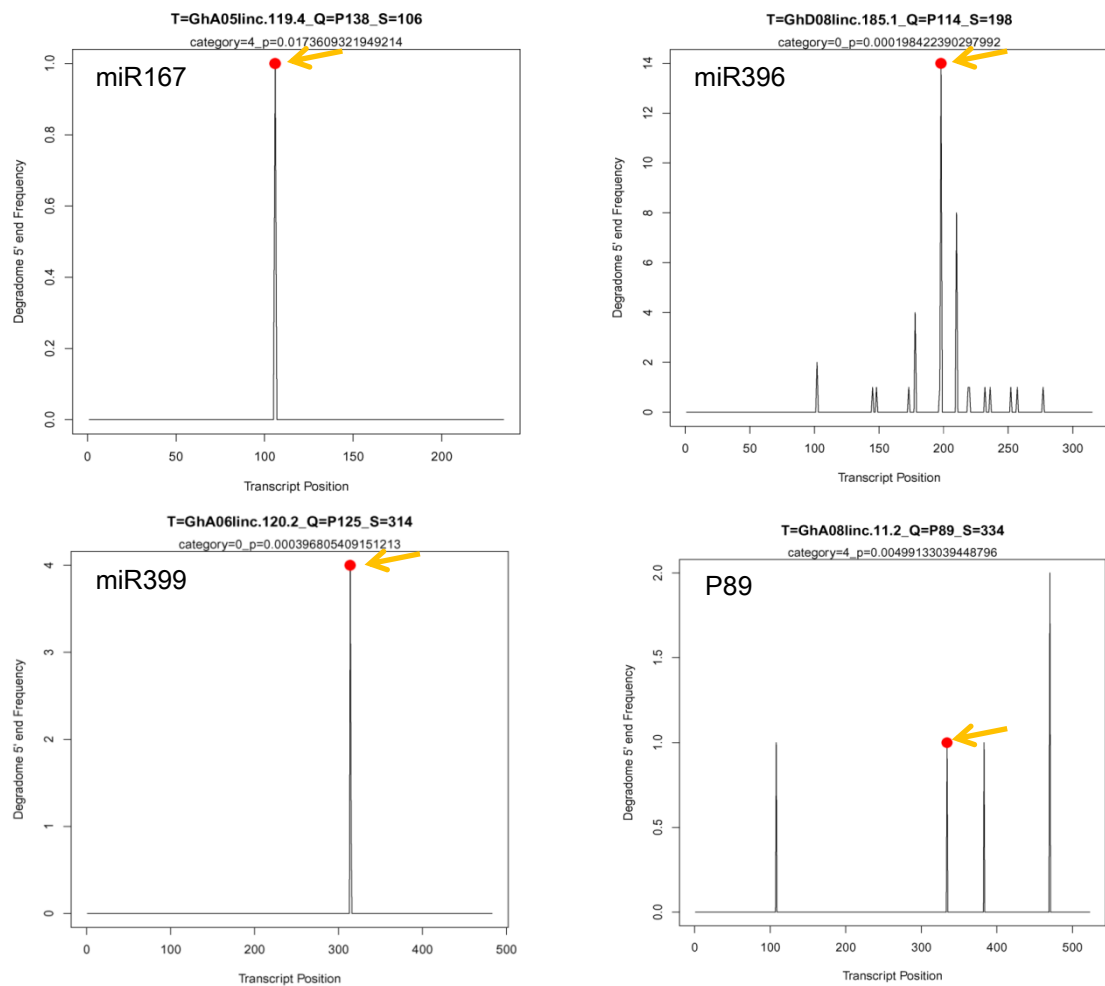 T=GhA05linc.119.4_Q=P138_S=106
category=4_p=0.0173609321949214
miR167
Degradome 5' end Frequency
0.0
0.2
0.4
0.6
0.8
1.0
0
50
100
150
200
Transcript Position
T=GhD08linc.185.1_Q=P114_S=198
category=0_p=0.000198422390297992
miR396
Degradome 5' end Frequency
0
2
4
6
8
10
12
14
0
50
100
150
200
250
300
Transcript Position
T=GhA06linc.120.2_Q=P125_S=314
category=0_p=0.000396805409151213
miR399
Degradome 5' end Frequency
0
1
2
3
4
0
100
200
300
400
500
Transcript Position
T=GhA08linc.11.2_Q=P89_S=334
category=4_p=0.00499133039448796
P89
Degradome 5' end Frequency
0.0
0.5
1.0
1.5
2.0
0
100
200
300
400
500
Transcript Position